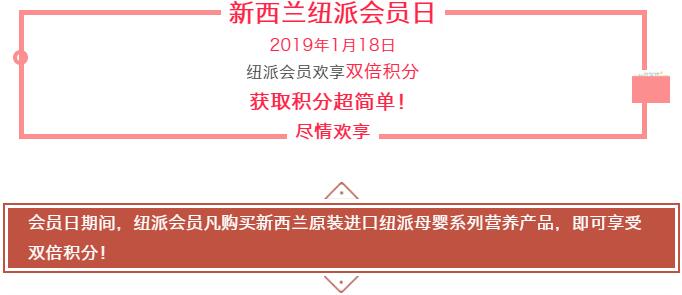 新西兰纽派会员日
2019年1月18日
纽派会员欢享双倍积分
获取积分超简单！
尽情欢享
会员日期间，纽派会员凡购买新西兰原装进口纽派母婴系列营养产品，即可享受
双倍积分！